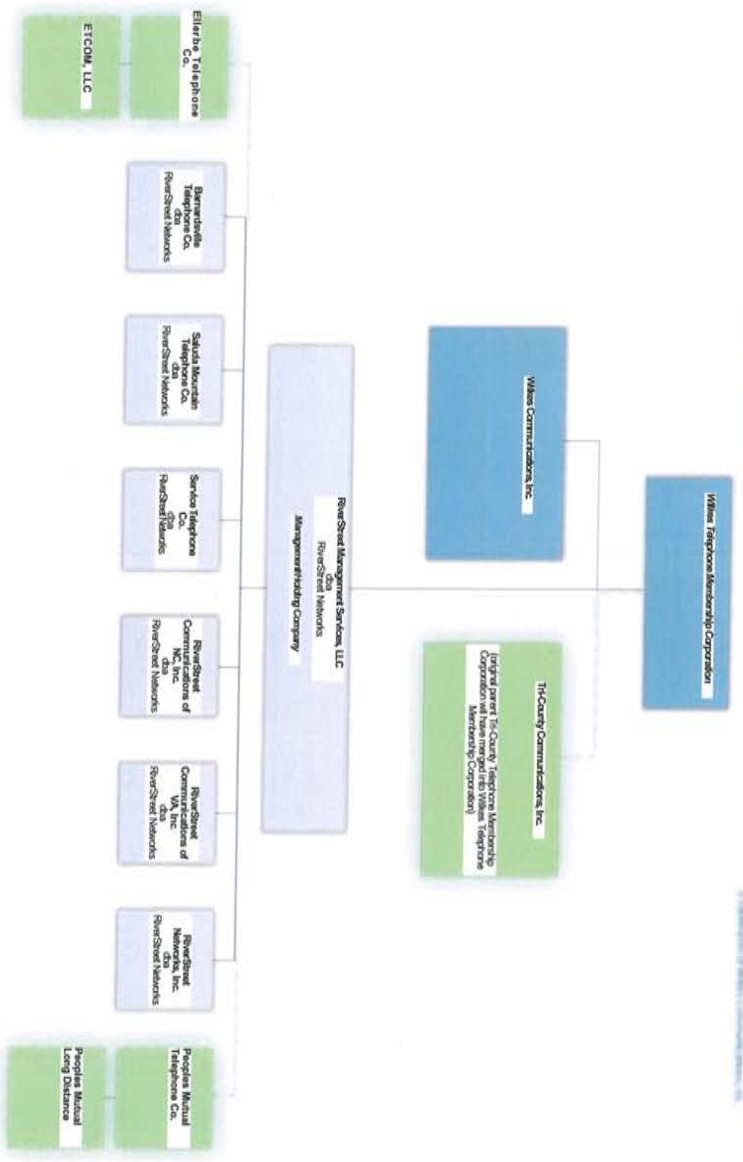 Wilkes Telephone Membership Corporation
Wilkes Communications, Inc.
Tri-County Communications, Inc.
(original parent Tri-County Telephone Membership
Corporation will have merged into Wilkes Telephone
Membership Corporation)
RiverStreet Management Services, LLC
dba
RiverStreet Networks
Management/Holding Company
Ellerbe Telephone
Co.
ETCOM, LLC
Barnardsville
Telephone Co.
dba
RiverStreet Networks
Saluda Mountain
Telephone Co.
dba
RiverStreet Networks
Service Telephone
Co.
dba
RiverStreet Networks
RiverStreet
Communications of
NC, Inc.
dba
RiverStreet Networks
RiverStreet
Communications of
VA, Inc.
dba
RiverStreet Networks
RiverStreet
Networks, Inc.
dba
RiverStreet Networks
Peoples Mutual
Telephone Co.
Peoples Mutual
Long Distance